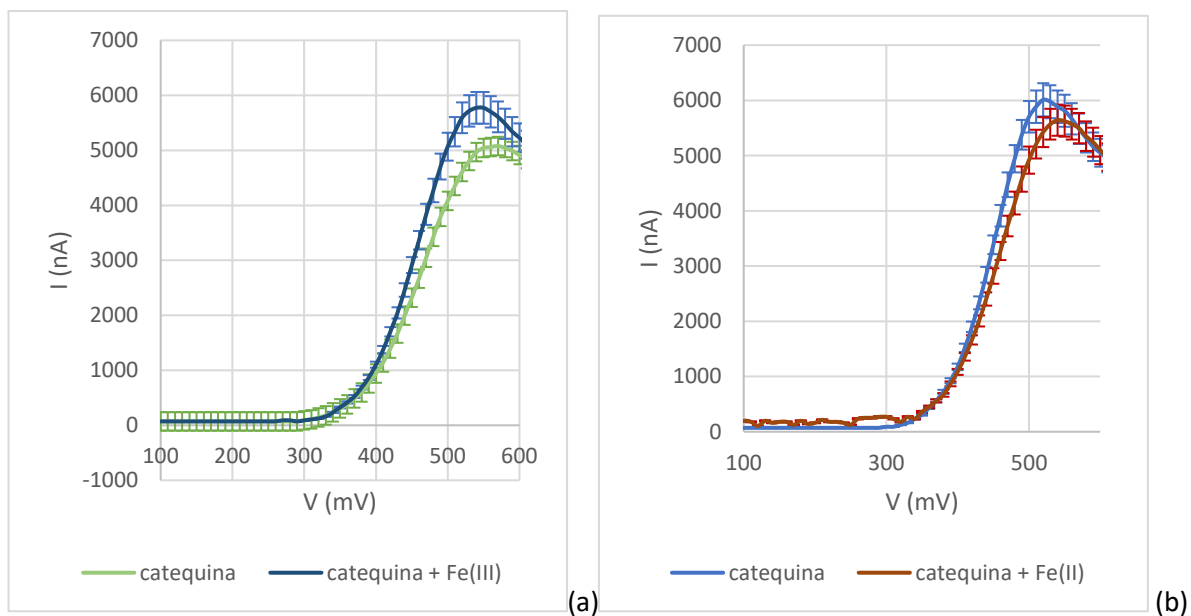 7000
6000
5000
4000
3000
2000
1000
0
-1000
100 200 300 400 500 600
I (nA)
V (mV)
catequina catequina + Fe(III)
(a)
7000
6000
5000
4000
3000
2000
1000
0
100 300 500
I (nA)
V (mV)
catequina catequina + Fe(II)
(b)